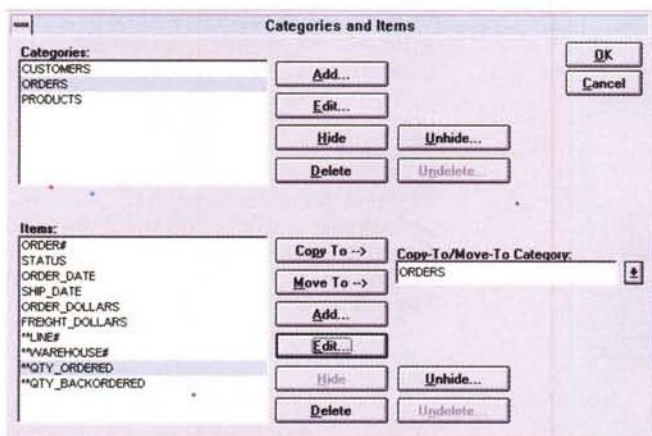 Categories and Items
Categories:
CUSTOMERS
ORDERS
PRODUCTS
Add...
Edit...
Hide
Unhide...
Delete
Undelete...
OK
Cancel
Items:
ORDER#
STATUS
ORDER_DATE
SHIP_DATE
ORDER_DOLLARS
FREIGHT_DOLLARS
**LINE#
**WAREHOUSE#
**QTY_ORDERED
**QTY_BACKORDERED
Copy To -->
Move To -->
Copy-To/Move-To Category:
ORDERS
Add...
Edit...
Hide
Unhide...
Delete
Undelete...